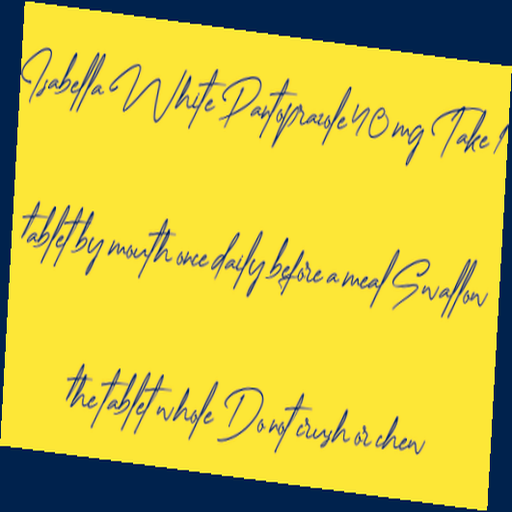 Isabella White Pantoprazole 40 mg Take 1
tablet by mouth once daily before a meal Swallow
the tablet whole Do not crush or chew